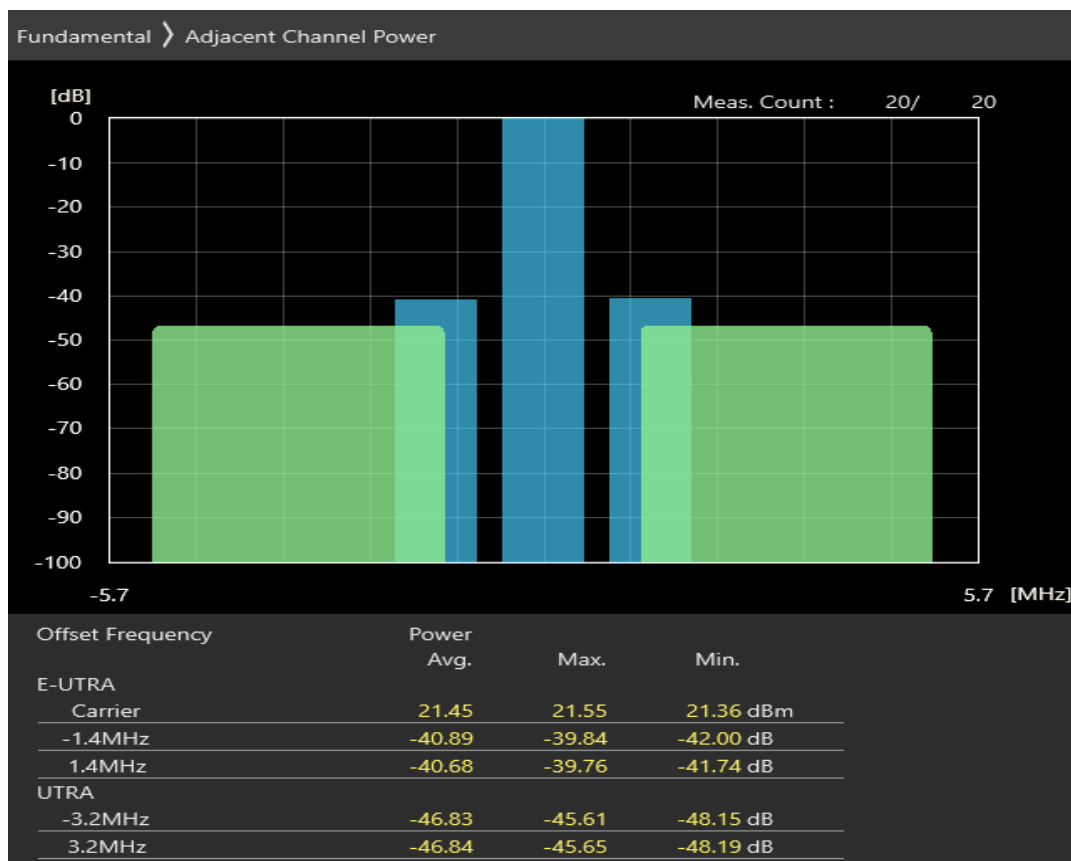 Fundamental 〉 Adjacent Channel Power
[dB]
Meas. Count : 20/ 20
0
-10
-20
-30
-40
-50
-60
-70
-80
-90
-100
-5.7 5.7 [MHz]
Offset Frequency Power
Avg. Max. Min.
E-UTRA
Carrier 21.45 21.55 21.36 dBm
-1.4MHz -40.89 -39.84 -42.00 dB
1.4MHz -40.68 -39.76 -41.74 dB
UTRA
-3.2MHz -46.83 -45.61 -48.15 dB
3.2MHz -46.84 -45.65 -48.19 dB